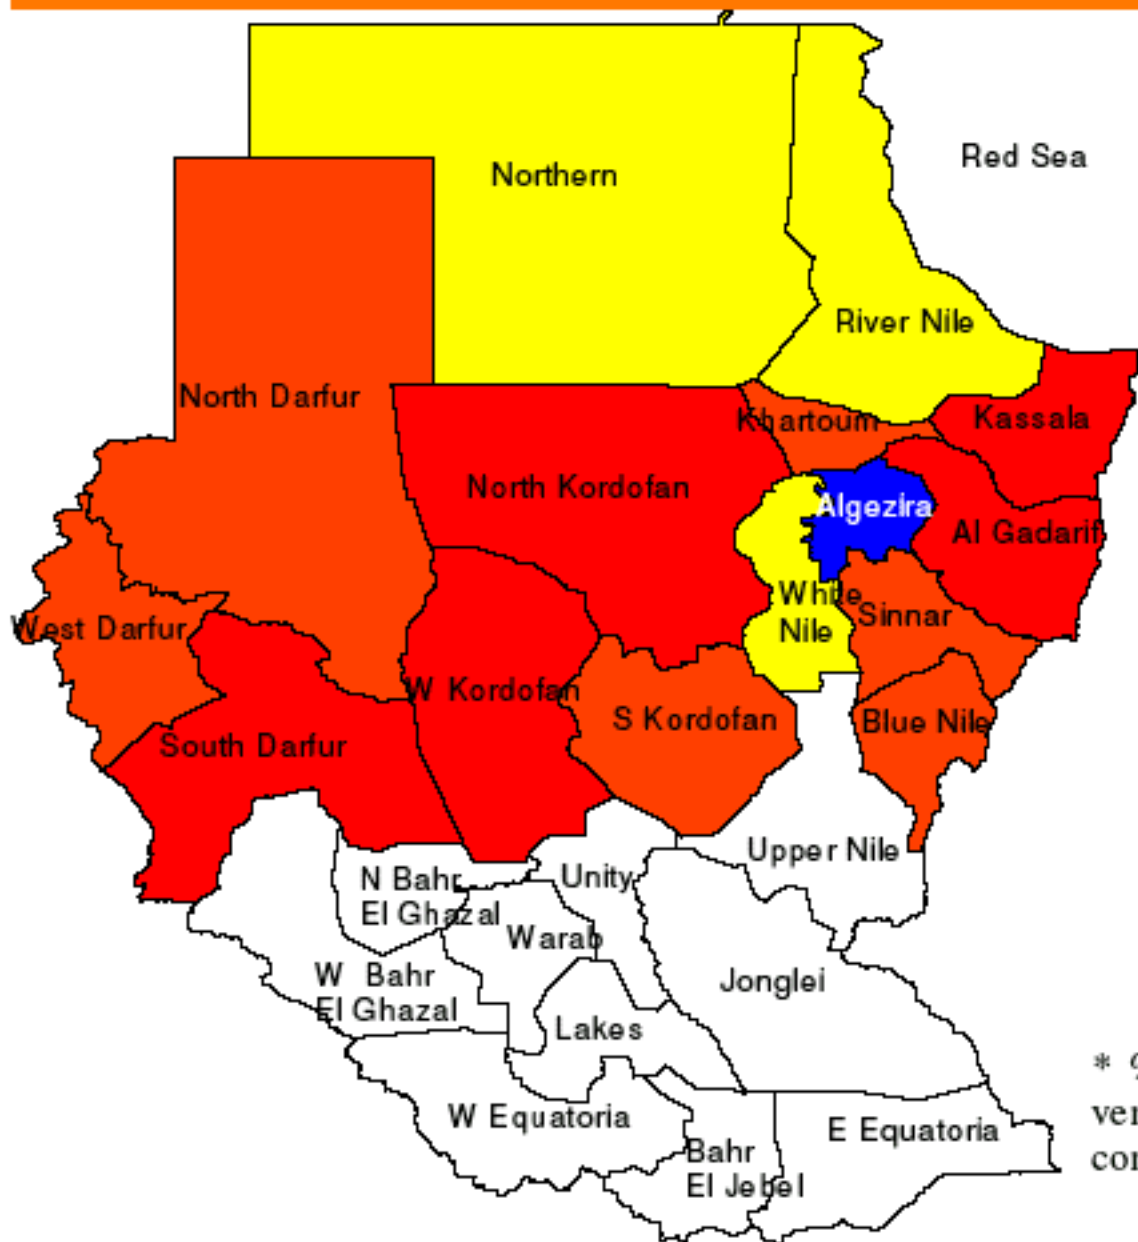 Northern
Red Sea
River Nile
North Darfur
Khartoum
Kassala
North Kordofan
Algezira
Al Gadarif
White
Nile
Sinnar
West Darfur
W Kordofan
S Kordofan
Blue Nile
South Darfur
Upper Nile
N Bahr
El Ghazal
Unity
Warab
W Bahr
El Ghazal
Jonglei
Lakes
W Equatoria
E Equatoria
Bahr
El Jebel
*
ver